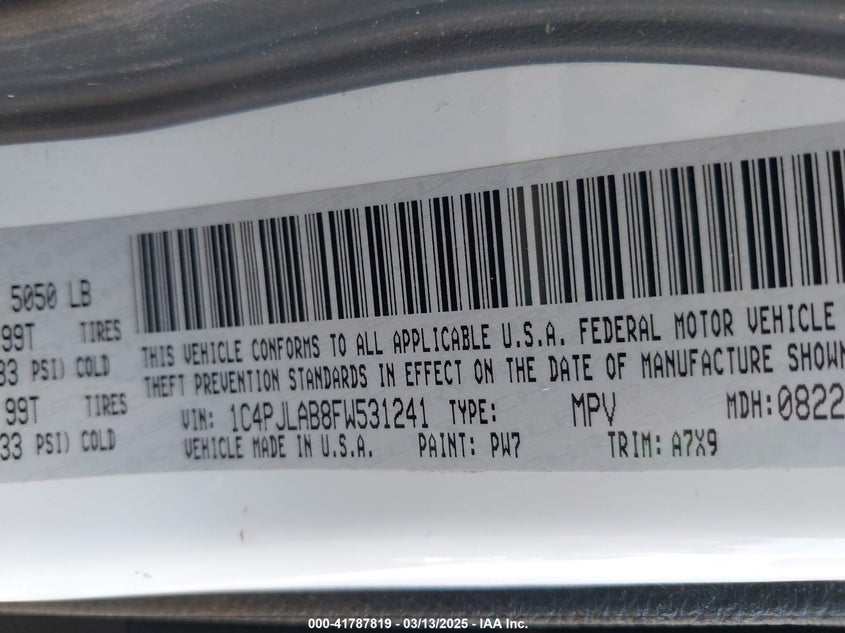 5050 LB
99T TIRES
33 PSI) COLD
99T TIRES
33 PSI) COLD
THIS VEHICLE CONFORMS TO ALL APPLICABLE U.S.A. FEDERAL MOTOR VEHICLE
THEFT PREVENTION STANDARDS IN EFFECT ON THE DATE OF MANUFACTURE SHOWN
VIN: 1C4PJLAB8FW531241 TYPE: MPV MDH:0822
VEHICLE MADE IN U.S.A. PAINT: PW7 TRIM: A7X9
000-41787819 / 03/13/2025 - IAA Inc.